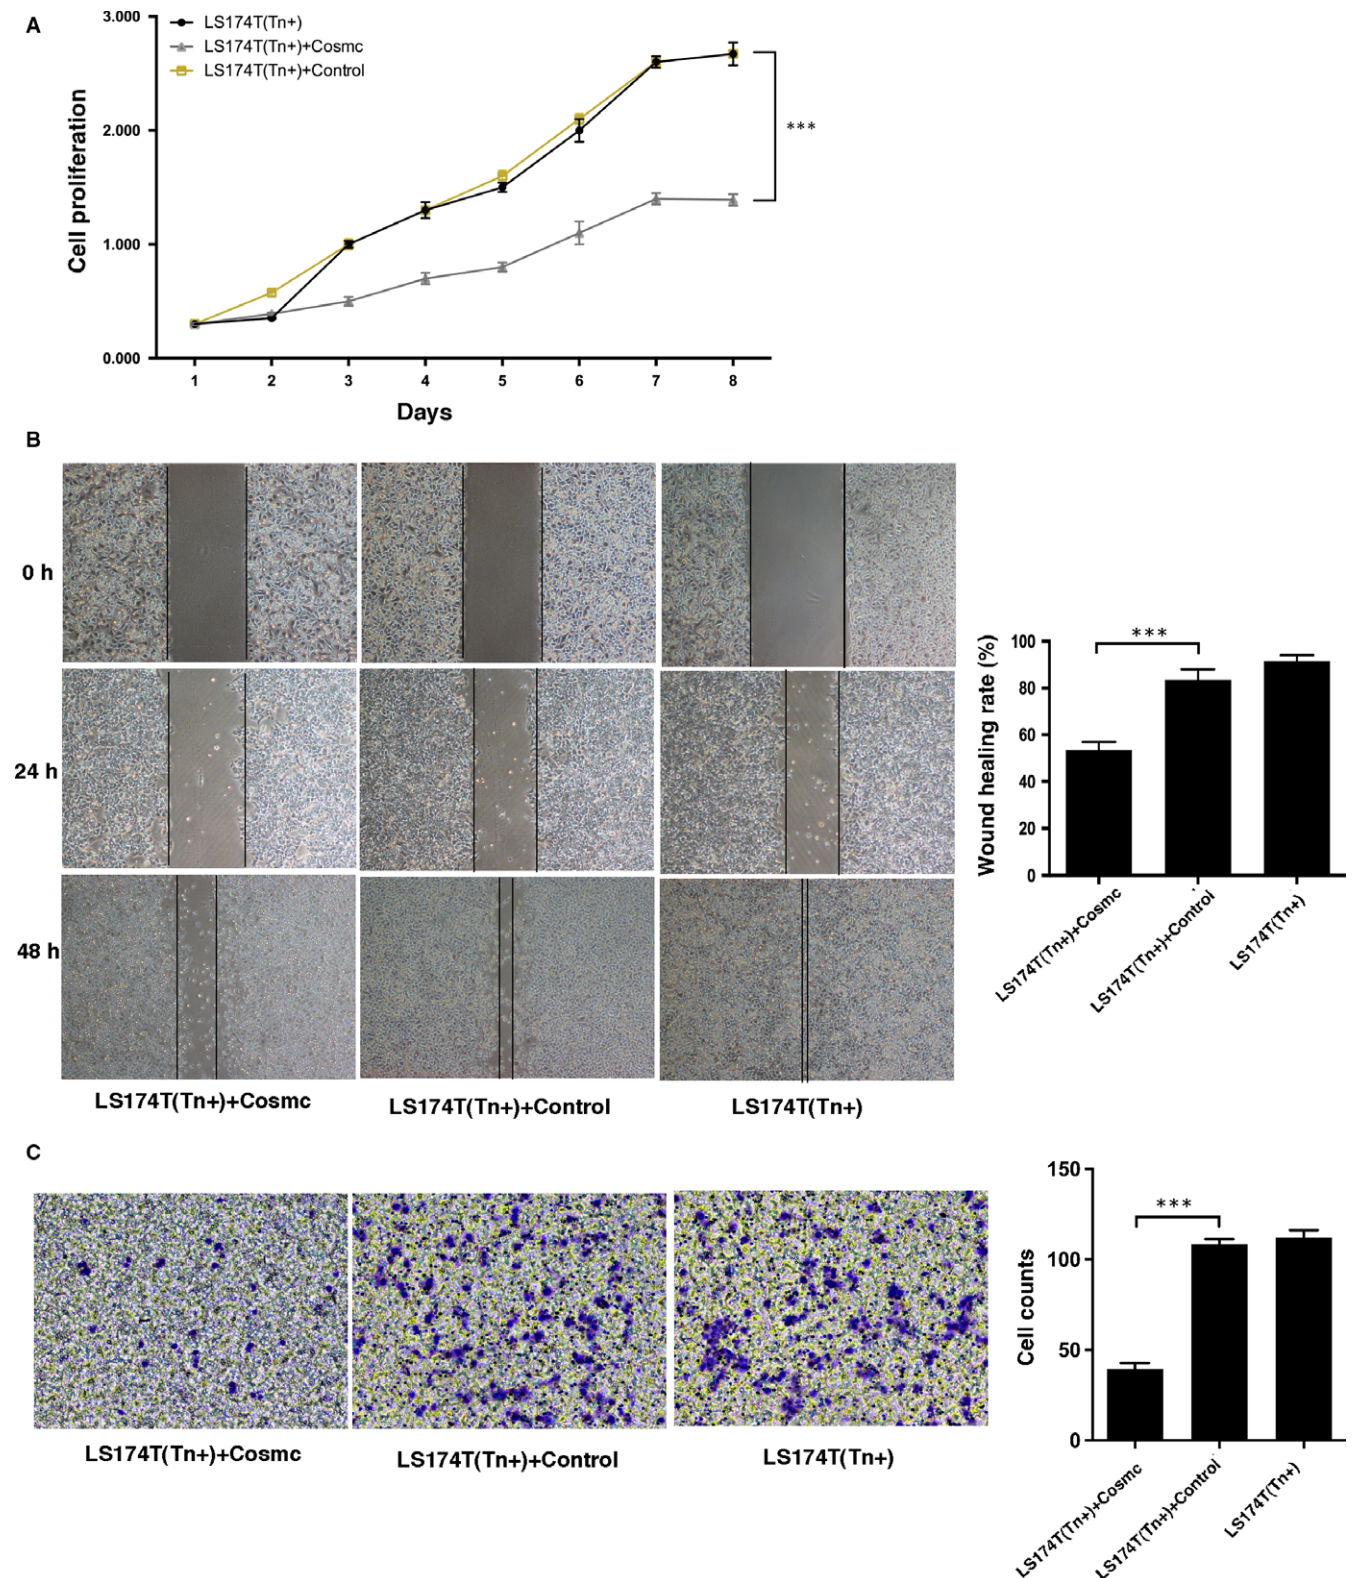 A
LS174T(Tn+)
LS174T(Tn+)+Cosmc
LS174T(Tn+)+Control
Cell proliferation
3.000
2.000
1.000
0.000
***
1 2 3 4 5 6 7 8
Days
B
0 h
24 h
48 h
LS174T(Tn+)+Cosmc
LS174T(Tn+)+Control
LS174T(Tn+)
Wound healing rate (%)
100
80
60
40
20
0
***
LS174T(Tn+)+Cosmc
LS174T(Tn+)+Control
LS174T(Tn+)
C
LS174T(Tn+)+Cosmc
LS174T(Tn+)+Control
LS174T(Tn+)
Cell counts
150
100
50
0
***
LS174T(Tn+)+Cosmc
LS174T(Tn+)+Control
LS174T(Tn+)